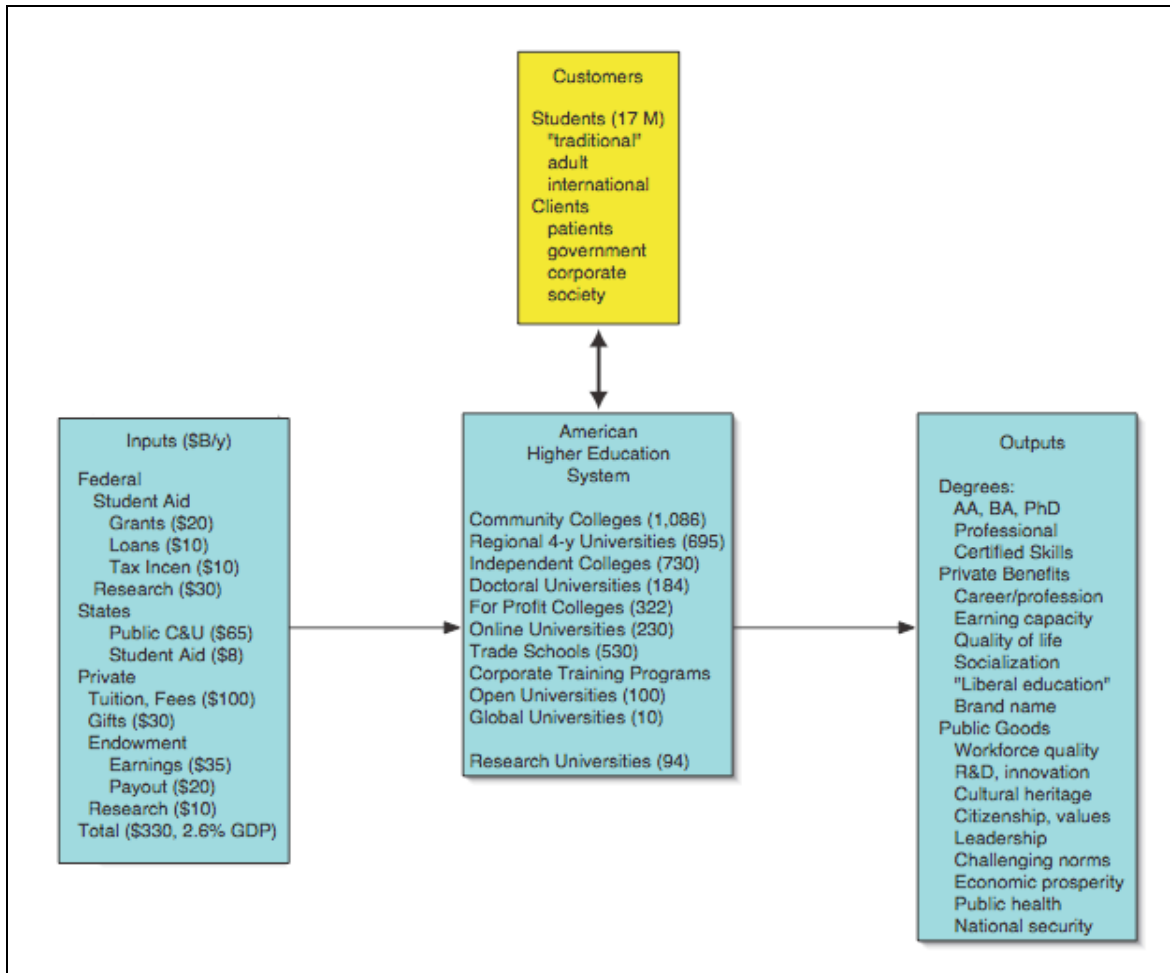 Customers
Students (17 M)
"traditional"
adult
international
Clients
patients
government
corporate
society
Inputs ($B/y)
Federal
Student Aid
Grants ($20)
Loans ($10)
Tax Incen ($10)
Research ($30)
States
Public C&U ($65)
Student Aid ($8)
Private
Tuition, Fees ($100)
Gifts ($30)
Endowment
Earnings ($35)
Payout ($20)
Research ($10)
Total ($330, 2.6% GDP)
American
Higher Education
System
Community Colleges (1,086)
Regional 4-y Universities (695)
Independent Colleges (730)
Doctoral Universities (184)
For Profit Colleges (322)
Online Universities (230)
Trade Schools (530)
Corporate Training Programs
Open Universities (100)
Global Universities (10)
Research Universities (94)
Outputs
Degrees:
AA, BA, PhD
Professional
Certified Skills
Private Benefits
Career/profession
Earning capacity
Quality of life
Socialization
"Liberal education"
Brand name
Public Goods
Workforce quality
R&D, innovation
Cultural heritage
Citizenship, values
Leadership
Challenging norms
Economic prosperity
Public health
National security